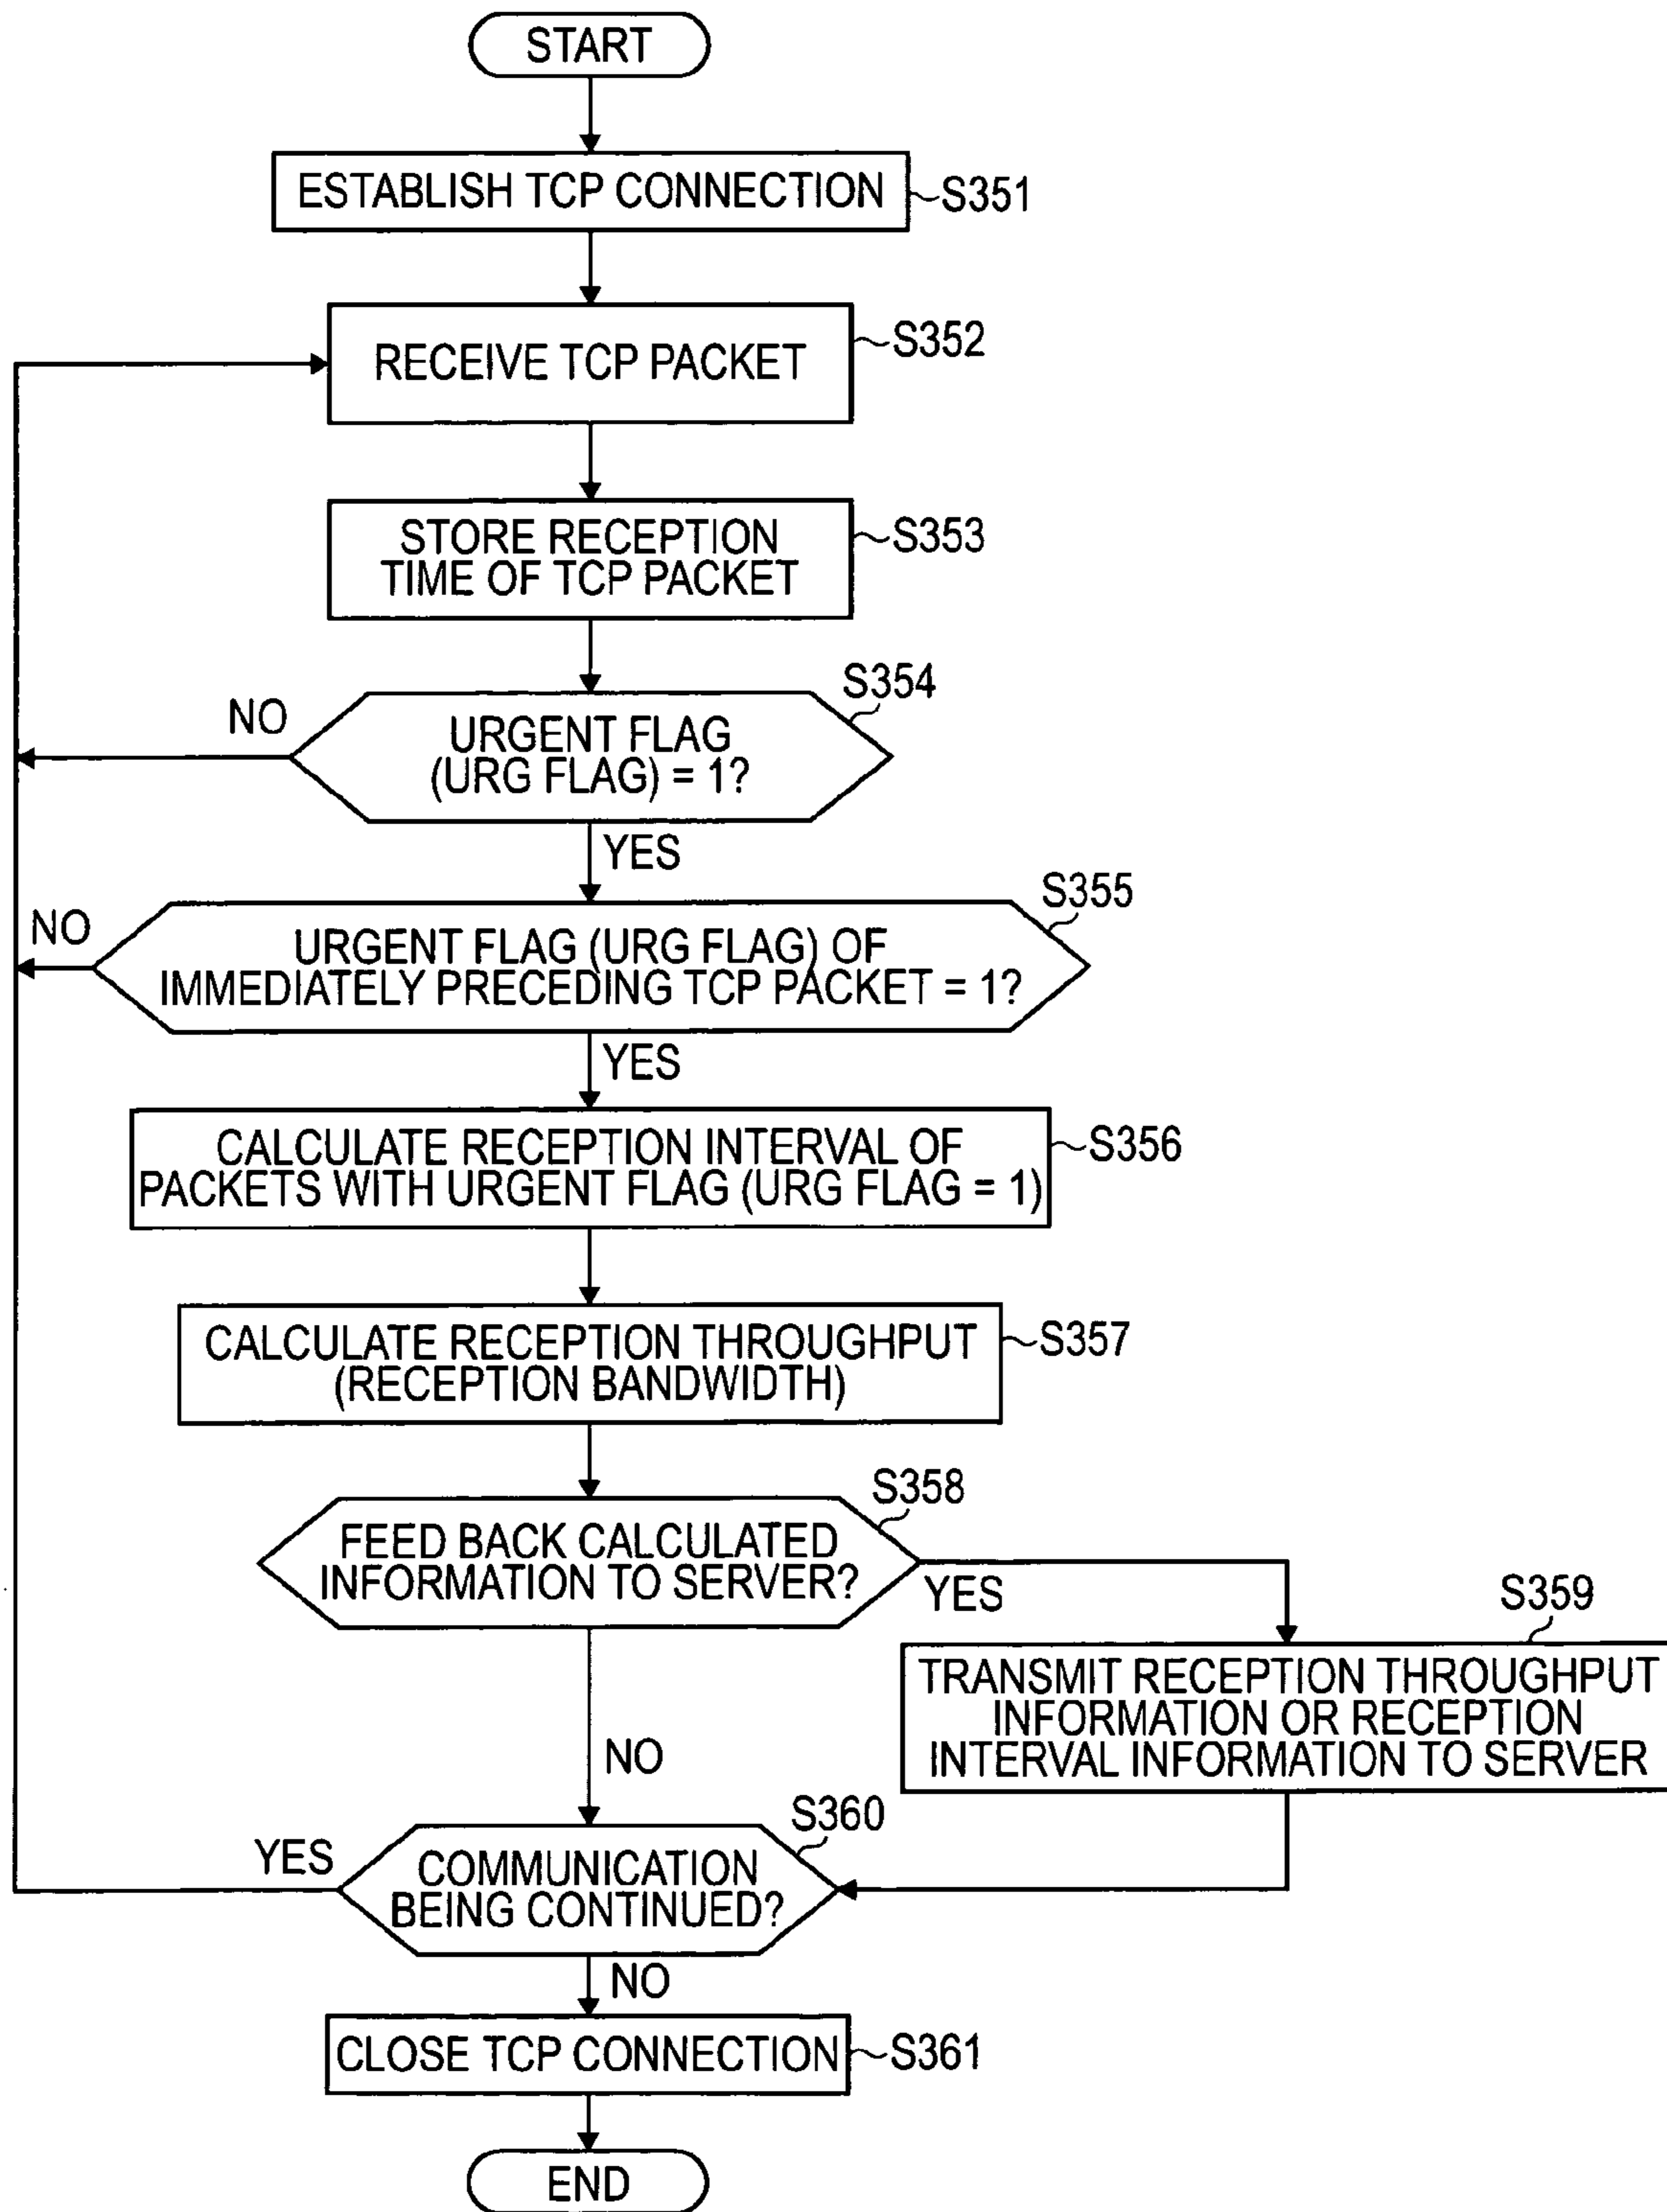 START
ESTABLISH TCP CONNECTION
S351
RECEIVE TCP PACKET
S352
STORE RECEPTION
TIME OF TCP PACKET
S353
S354
NO
URGENT FLAG
(URG FLAG) = 1?
YES
S355
NO
URGENT FLAG (URG FLAG) OF
IMMEDIATELY PRECEDING TCP PACKET = 1?
YES
CALCULATE RECEPTION INTERVAL OF
PACKETS WITH URGENT FLAG (URG FLAG = 1)
S356
CALCULATE RECEPTION THROUGHPUT
(RECEPTION BANDWIDTH)
S357
S358
FEED BACK CALCULATED
INFORMATION TO SERVER?
YES
S359
TRANSMIT RECEPTION THROUGHPUT
INFORMATION OR RECEPTION
INTERVAL INFORMATION TO SERVER
NO
S360
YES
COMMUNICATION
BEING CONTINUED?
NO
CLOSE TCP CONNECTION
S361
END